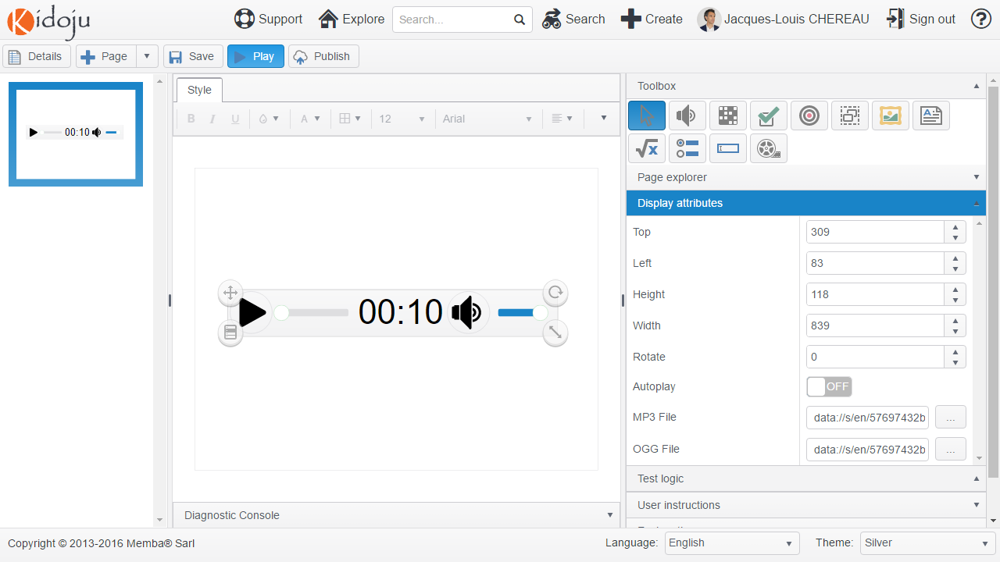 Kidoju
Support
Explore
Search...
Search
Create
Jacques-Louis CHEREAU
Sign out
Details
Page
Save
Play
Publish
00:10
Style
B I U A 12 Arial
00:10
Diagnostic Console
Toolbox
Page explorer
Display attributes
Top 309
Left 83
Height 118
Width 839
Rotate 0
Autoplay OFF
MP3 File data://s/en/57697432b ...
OGG File data://s/en/57697432b ...
Test logic
User instructions
Copyright © 2013-2016 Memba® Sarl
Language: English
Theme: Silver